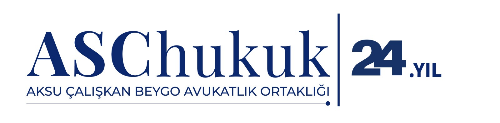 ASChukuk
AKSU ÇALIŞKAN BEYGO AVUKATLIK ORTAKLIĞI
24.YIL